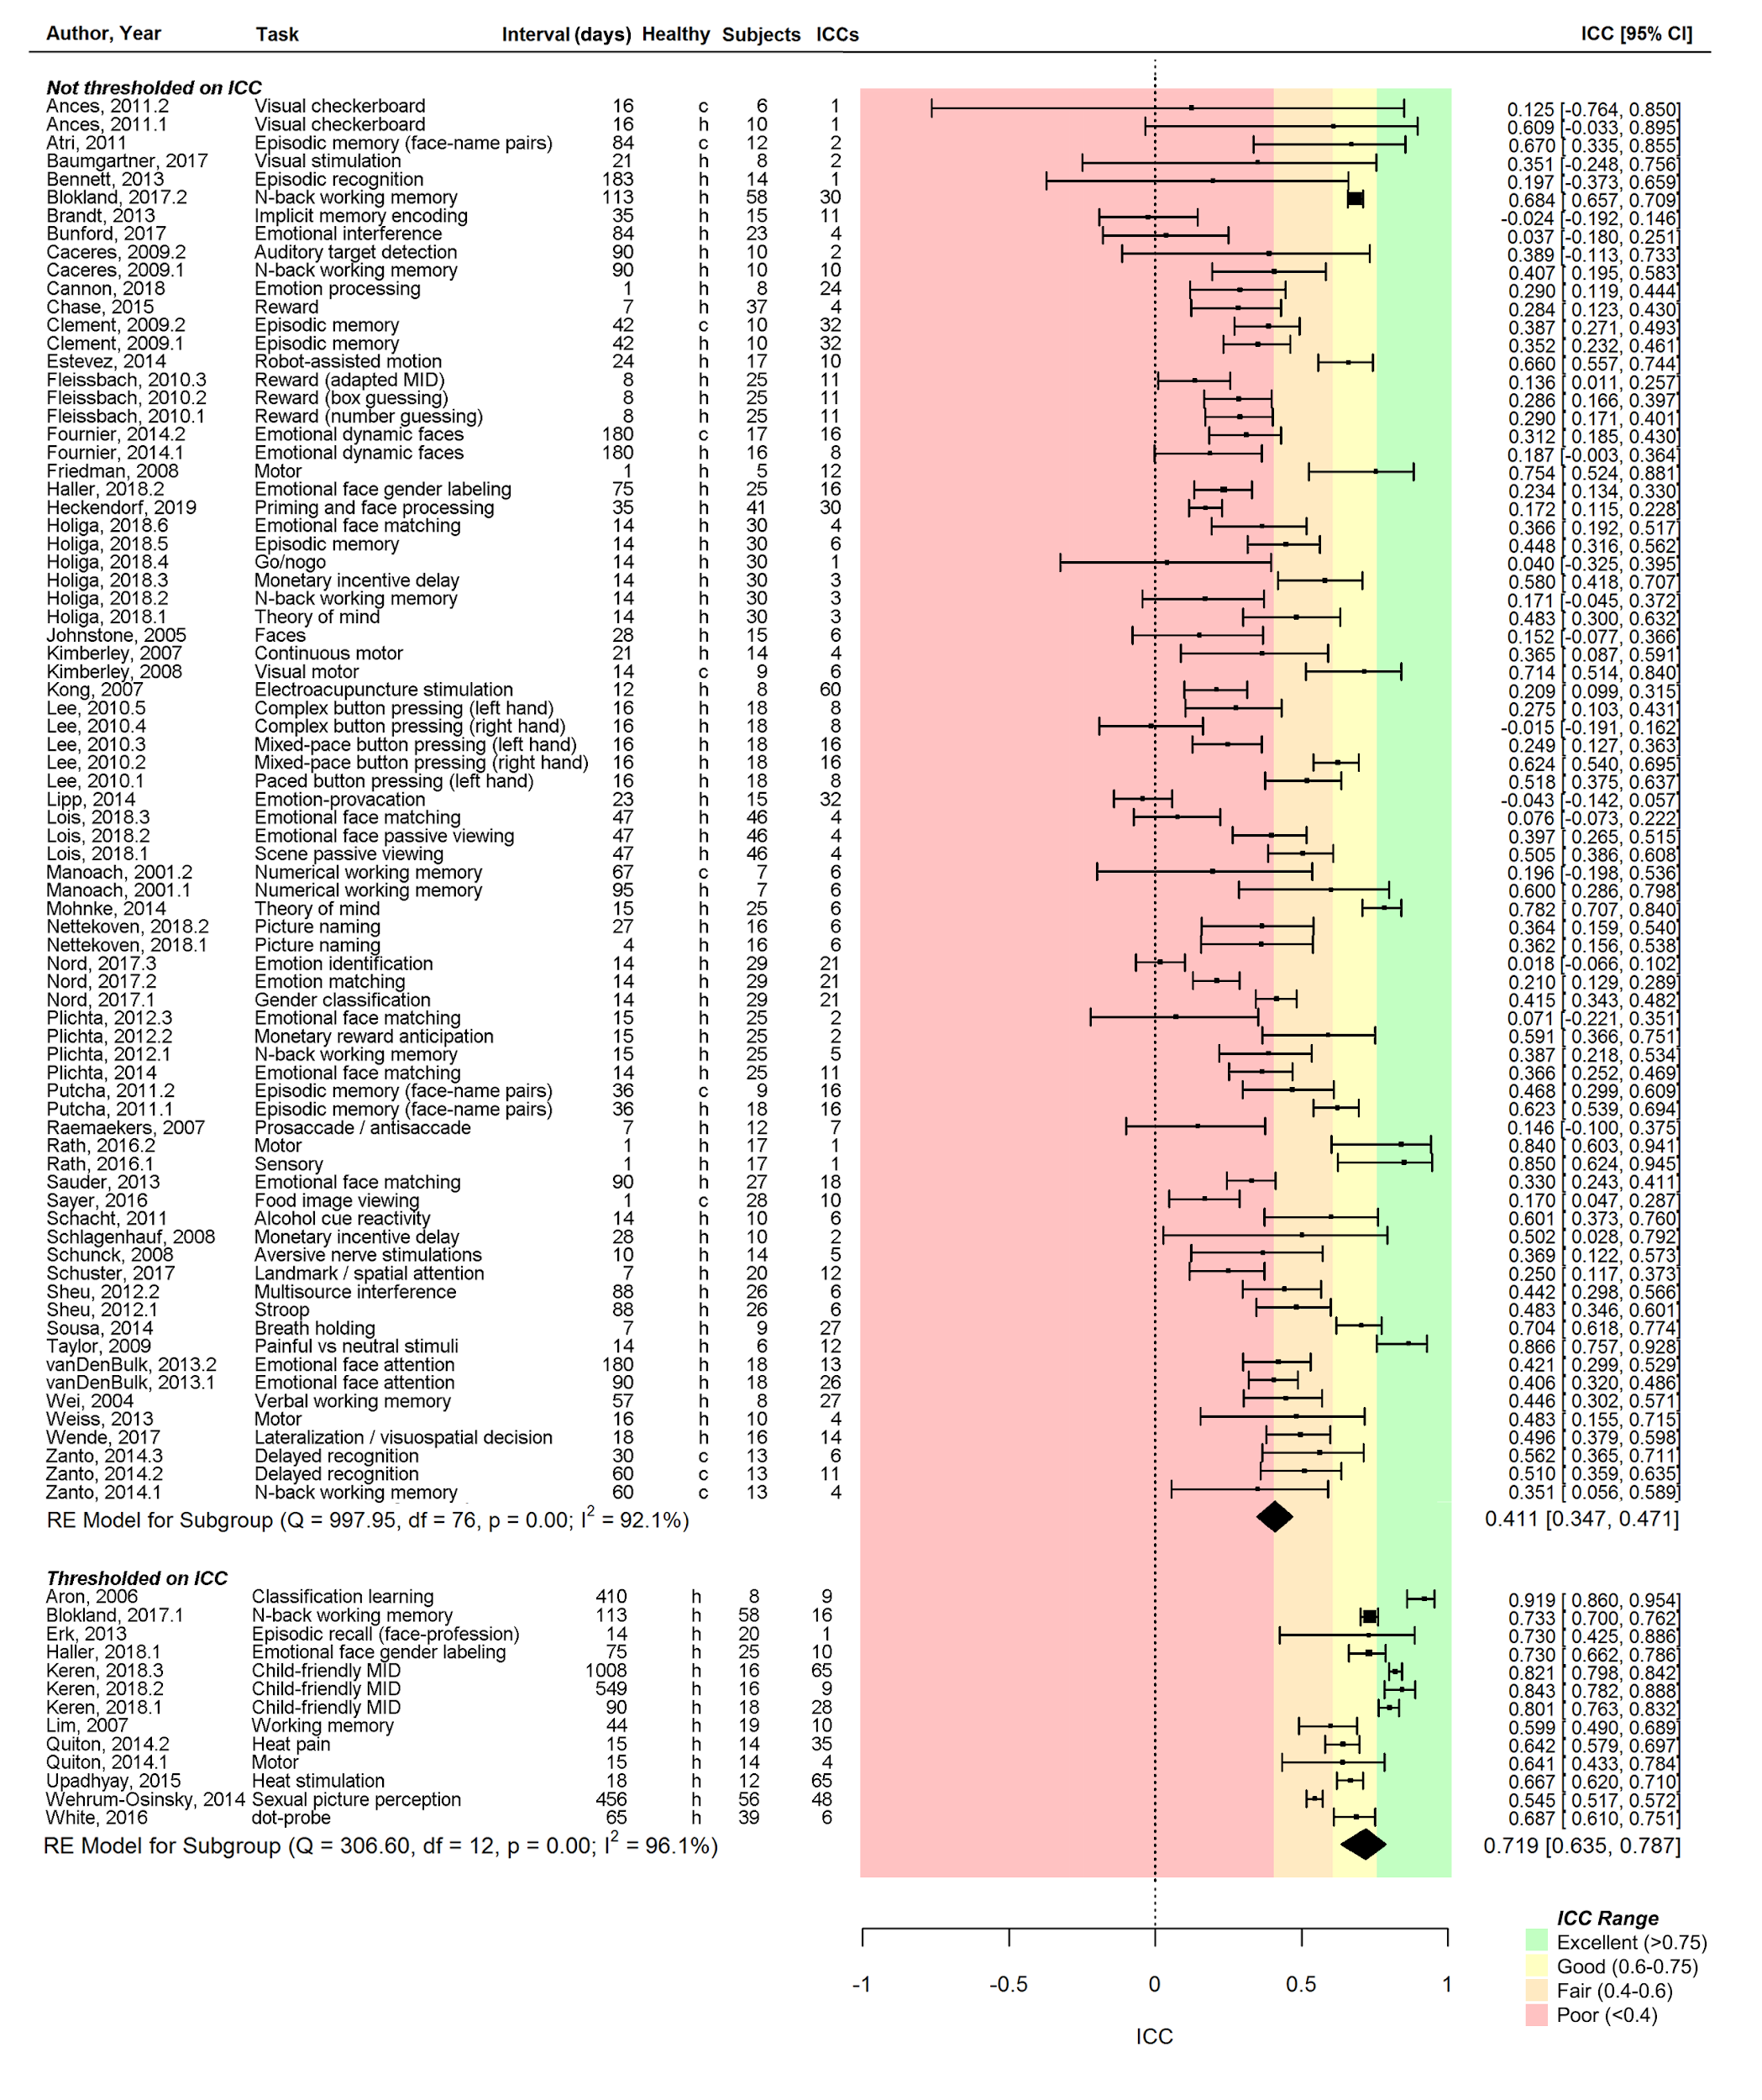 Author, Year Task Interval (days) Healthy Subjects ICCs ICC [95% CI]
Not thresholded on ICC
Ances, 2011.2 Visual checkerboard 16 c 6 1 0.125 [-0.764, 0.850]
Ances, 2011.1 Visual checkerboard 16 h 10 1 0.609 [-0.033, 0.895]
Atri, 2011 Episodic memory (face-name pairs) 84 c 12 2 0.670 [ 0.335, 0.855]
Baumgartner, 2017 Visual stimulation 21 h 8 2 0.351 [-0.248, 0.756]
Bennett, 2013 Episodic recognition 183 h 14 1 0.197 [-0.373, 0.659]
Blokland, 2017.2 N-back working memory 113 h 58 30 0.684 [ 0.657, 0.709]
Brandt, 2013 Implicit memory encoding 35 h 15 11 -0.024 [-0.192, 0.146]
Bunford, 2017 Emotional interference 84 h 23 4 0.037 [-0.180, 0.251]
Caceres, 2009.2 Auditory target detection 90 h 10 2 0.389 [-0.113, 0.733]
Caceres, 2009.1 N-back working memory 90 h 10 10 0.407 [ 0.195, 0.583]
Cannon, 2018 Emotion processing 1 h 8 24 0.290 [ 0.119, 0.444]
Chase, 2015 Reward 7 h 37 4 0.284 [ 0.123, 0.430]
Clement, 2009.2 Episodic memory 42 c 10 32 0.387 [ 0.271, 0.493]
Clement, 2009.1 Episodic memory 42 h 10 32 0.352 [ 0.232, 0.461]
Estevez, 2014 Robot-assisted motion 24 h 17 10 0.660 [ 0.557, 0.744]
Fleissbach, 2010.3 Reward (adapted MID) 8 h 25 11 0.136 [ 0.011, 0.257]
Fleissbach, 2010.2 Reward (box guessing) 8 h 25 11 0.286 [ 0.166, 0.397]
Fleissbach, 2010.1 Reward (number guessing) 8 h 25 11 0.290 [ 0.171, 0.401]
Fournier, 2014.2 Emotional dynamic faces 180 c 17 16 0.312 [ 0.185, 0.430]
Fournier, 2014.1 Emotional dynamic faces 180 h 16 8 0.187 [-0.003, 0.364]
Friedman, 2008 Motor 1 h 5 12 0.754 [ 0.524, 0.881]
Haller, 2018.2 Emotional face gender labeling 75 h 25 16 0.234 [ 0.134, 0.330]
Heckendorf, 2019 Priming and face processing 35 h 41 30 0.172 [ 0.115, 0.228]
Holiga, 2018.6 Emotional face matching 14 h 30 4 0.366 [ 0.192, 0.517]
Holiga, 2018.5 Episodic memory 14 h 30 6 0.448 [ 0.316, 0.562]
Holiga, 2018.4 Go/nogo 14 h 30 1 0.040 [-0.325, 0.395]
Holiga, 2018.3 Monetary incentive delay 14 h 30 3 0.580 [ 0.418, 0.707]
Holiga, 2018.2 N-back working memory 14 h 30 3 0.171 [-0.045, 0.372]
Holiga, 2018.1 Theory of mind 14 h 30 3 0.483 [ 0.300, 0.632]
Johnstone, 2005 Faces 28 h 15 6 0.152 [-0.077, 0.366]
Kimberley, 2007 Continuous motor 21 h 14 4 0.365 [ 0.087, 0.591]
Kimberley, 2008 Visual motor 14 c 9 6 0.714 [ 0.514, 0.840]
Kong, 2007 Electroacupuncture stimulation 12 h 8 60 0.209 [ 0.099, 0.315]
Lee, 2010.5 Complex button pressing (left hand) 16 h 18 8 0.275 [ 0.103, 0.431]
Lee, 2010.4 Complex button pressing (right hand) 16 h 18 8 -0.015 [-0.191, 0.162]
Lee, 2010.3 Mixed-pace button pressing (left hand) 16 h 18 16 0.249 [ 0.127, 0.363]
Lee, 2010.2 Mixed-pace button pressing (right hand) 16 h 18 16 0.624 [ 0.540, 0.695]
Lee, 2010.1 Paced button pressing (left hand) 16 h 18 8 0.518 [ 0.375, 0.637]
Lipp, 2014 Emotion-provacation 23 h 15 32 -0.043 [-0.142, 0.057]
Lois, 2018.3 Emotional face matching 47 h 46 4 0.076 [-0.073, 0.222]
Lois, 2018.2 Emotional face passive viewing 47 h 46 4 0.397 [ 0.265, 0.515]
Lois, 2018.1 Scene passive viewing 47 h 46 4 0.505 [ 0.386, 0.608]
Manoach, 2001.2 Numerical working memory 67 c 7 6 0.196 [-0.198, 0.536]
Manoach, 2001.1 Numerical working memory 95 h 7 6 0.600 [ 0.286, 0.798]
Mohnke, 2014 Theory of mind 15 h 25 6 0.782 [ 0.707, 0.840]
Nettekoven, 2018.2 Picture naming 27 h 16 6 0.364 [ 0.159, 0.540]
Nettekoven, 2018.1 Picture naming 4 h 16 6 0.362 [ 0.156, 0.538]
Nord, 2017.3 Emotion identification 14 h 29 21 0.018 [-0.066, 0.102]
Nord, 2017.2 Emotion matching 14 h 29 21 0.210 [ 0.129, 0.289]
Nord, 2017.1 Gender classification 14 h 29 21 0.415 [ 0.343, 0.482]
Plichta, 2012.3 Emotional face matching 15 h 25 2 0.071 [-0.221, 0.351]
Plichta, 2012.2 Monetary reward anticipation 15 h 25 2 0.591 [ 0.366, 0.751]
Plichta, 2012.1 N-back working memory 15 h 25 5 0.387 [ 0.218, 0.534]
Plichta, 2014 Emotional face matching 14 h 25 11 0.366 [ 0.252, 0.469]
Putcha, 2011.2 Episodic memory (face-name pairs) 36 c 9 16 0.468 [ 0.299, 0.609]
Putcha, 2011.1 Episodic memory (face-name pairs) 36 h 18 16 0.623 [ 0.539, 0.694]
Raemaekers, 2007 Prosaccade / antisaccade 7 h 12 7 0.146 [-0.100, 0.375]
Rath, 2016.2 Motor 1 h 17 1 0.840 [ 0.603, 0.941]
Rath, 2016.1 Sensory 1 h 17 1 0.850 [ 0.624, 0.945]
Sauder, 2013 Emotional face matching 90 h 27 18 0.330 [ 0.243, 0.411]
Sayer, 2016 Food image viewing 1 c 28 10 0.170 [ 0.047, 0.287]
Schacht, 2011 Alcohol cue reactivity 14 h 10 6 0.601 [ 0.373, 0.760]
Schlagenhauf, 2008 Monetary incentive delay 28 h 10 2 0.502 [ 0.028, 0.792]
Schunck, 2008 Aversive nerve stimulations 10 h 14 5 0.369 [ 0.122, 0.573]
Schuster, 2017 Landmark / spatial attention 7 h 20 12 0.250 [ 0.117, 0.373]
Sheu, 2012.2 Multisource interference 88 h 26 6 0.442 [ 0.298, 0.566]
Sheu, 2012.1 Stroop 88 h 26 6 0.483 [ 0.346, 0.601]
Sousa, 2014 Breath holding 7 h 9 27 0.704 [ 0.618, 0.774]
Taylor, 2009 Painful vs neutral stimuli 14 h 6 12 0.866 [ 0.757, 0.928]
vanDenBulk, 2013.2 Emotional face attention 180 h 18 13 0.421 [ 0.299, 0.529]
vanDenBulk, 2013.1 Emotional face attention 90 h 18 26 0.406 [ 0.320, 0.486]
Wei, 2004 Verbal working memory 57 h 8 27 0.446 [ 0.302, 0.571]
Weiss, 2013 Motor 16 h 10 4 0.483 [ 0.155, 0.715]
Wende, 2017 Lateralization / visuospatial decision 18 h 16 14 0.496 [ 0.379, 0.598]
Zanto, 2014.3 Delayed recognition 30 c 13 6 0.562 [ 0.365, 0.711]
Zanto, 2014.2 Delayed recognition 60 c 13 11 0.510 [ 0.359, 0.635]
Zanto, 2014.1 N-back working memory 60 c 13 4 0.351 [ 0.056, 0.589]
RE Model for Subgroup (Q = 997.95, df = 76, p = 0.00; I² = 92.1%) 0.411 [0.347, 0.471]
Thresholded on ICC
Aron, 2006 Classification learning 410 h 8 9 0.919 [ 0.860, 0.954]
Blokland, 2017.1 N-back working memory 113 h 58 16 0.733 [ 0.700, 0.762]
Erk, 2013 Episodic recall (face-profession) 14 h 20 1 0.730 [ 0.425, 0.886]
Haller, 2018.1 Emotional face gender labeling 75 h 25 10 0.730 [ 0.662, 0.786]
Keren, 2018.3 Child-friendly MID 1008 h 16 65 0.821 [ 0.798, 0.842]
Keren, 2018.2 Child-friendly MID 549 h 16 9 0.843 [ 0.782, 0.888]
Keren, 2018.1 Child-friendly MID 90 h 18 28 0.801 [ 0.763, 0.832]
Lim, 2007 Working memory 44 h 19 10 0.599 [ 0.490, 0.689]
Quiton, 2014.2 Heat pain 15 h 14 35 0.642 [ 0.579, 0.697]
Quiton, 2014.1 Motor 15 h 14 4 0.641 [ 0.433, 0.784]
Upadhyay, 2015 Heat stimulation 18 h 12 65 0.667 [ 0.620, 0.710]
Wehrum-Osinsky, 2014 Sexual picture perception 456 h 56 48 0.545 [ 0.517, 0.572]
White, 2016 dot-probe 65 h 39 6 0.687 [ 0.610, 0.751]
RE Model for Subgroup (Q = 306.60, df = 12, p = 0.00; I² = 96.1%) 0.719 [0.635, 0.787]
-1 -0.5 0 0.5 1
ICC
ICC Range
Excellent (>0.75)
Good (0.6-0.75)
Fair (0.4-0.6)
Poor (<0.4)